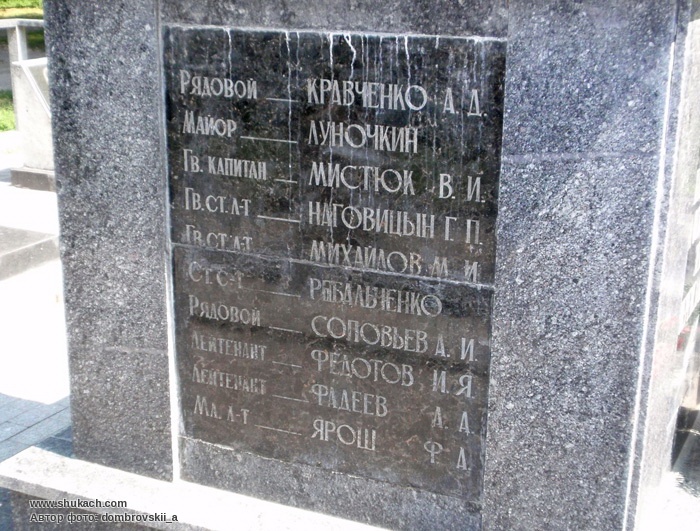 Рядовой КРАВЧЕНКО А. Д.
Майор ЛУНОЧКИН
Гв. капитан МИСТЮК В. И.
Гв.ст.л-т НАГОВИЦЫН Г. П.
Гв.ст.л-т МИХАЙЛОВ М. И.
Ст. с-т РЯБАЛЬЧЕНКО
Рядовой СОЛОВЬЕВ А. И.
Лейтенант ФЕДОТОВ И. Я.
Лейтенант ФАДЕЕВ А. А.
Мл. л-т ЯРОШ Ф. А.
www.shukach.com
Автор фото- dombrovskii_a